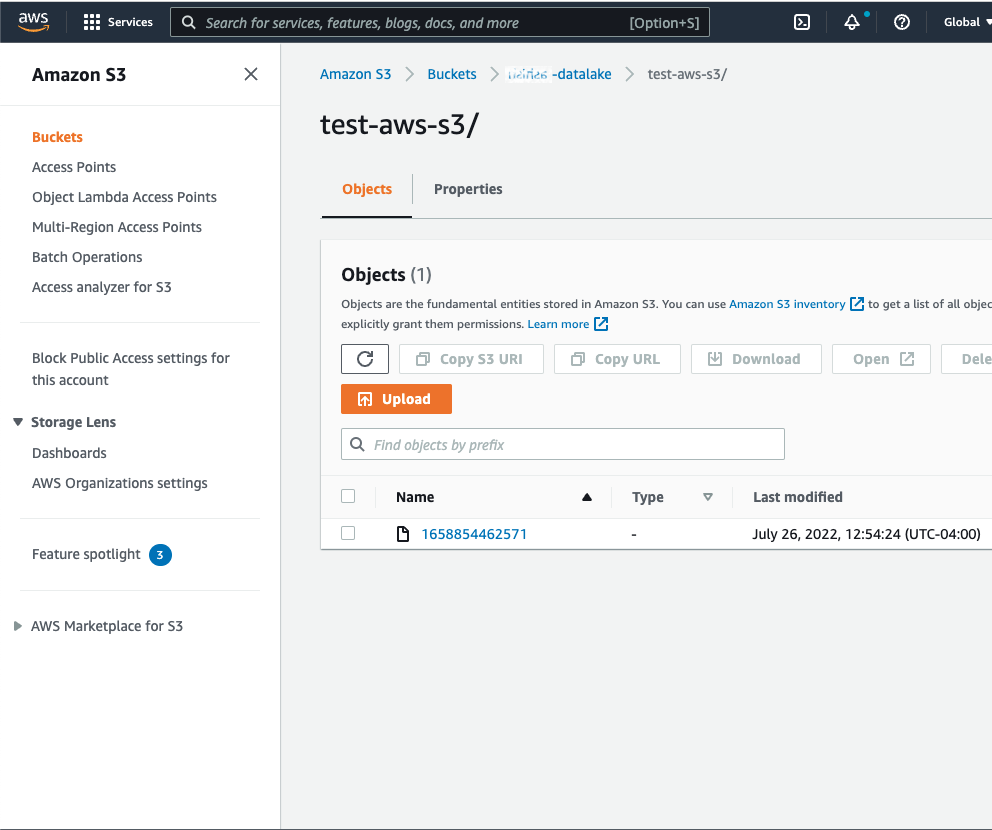 aws
Services
Search for services, features, blogs, docs, and more
[Option+S]
Global
Amazon S3
Amazon S3
Buckets
-datalake
test-aws-s3/
Buckets
Access Points
Object Lambda Access Points
Multi-Region Access Points
Batch Operations
Access analyzer for S3
Block Public Access settings for
this account
Storage Lens
Dashboards
AWS Organizations settings
Feature spotlight 3
AWS Marketplace for S3
test-aws-s3/
Objects
Properties
Objects (1)
Objects are the fundamental entities stored in Amazon S3. You can use Amazon S3 inventory to get a list of all objec
explicitly grant them permissions. Learn more
Copy S3 URI
Copy URL
Download
Open
Dele
Upload
Find objects by prefix
Name
Type
Last modified
1658854462571
-
July 26, 2022, 12:54:24 (UTC-04:00)